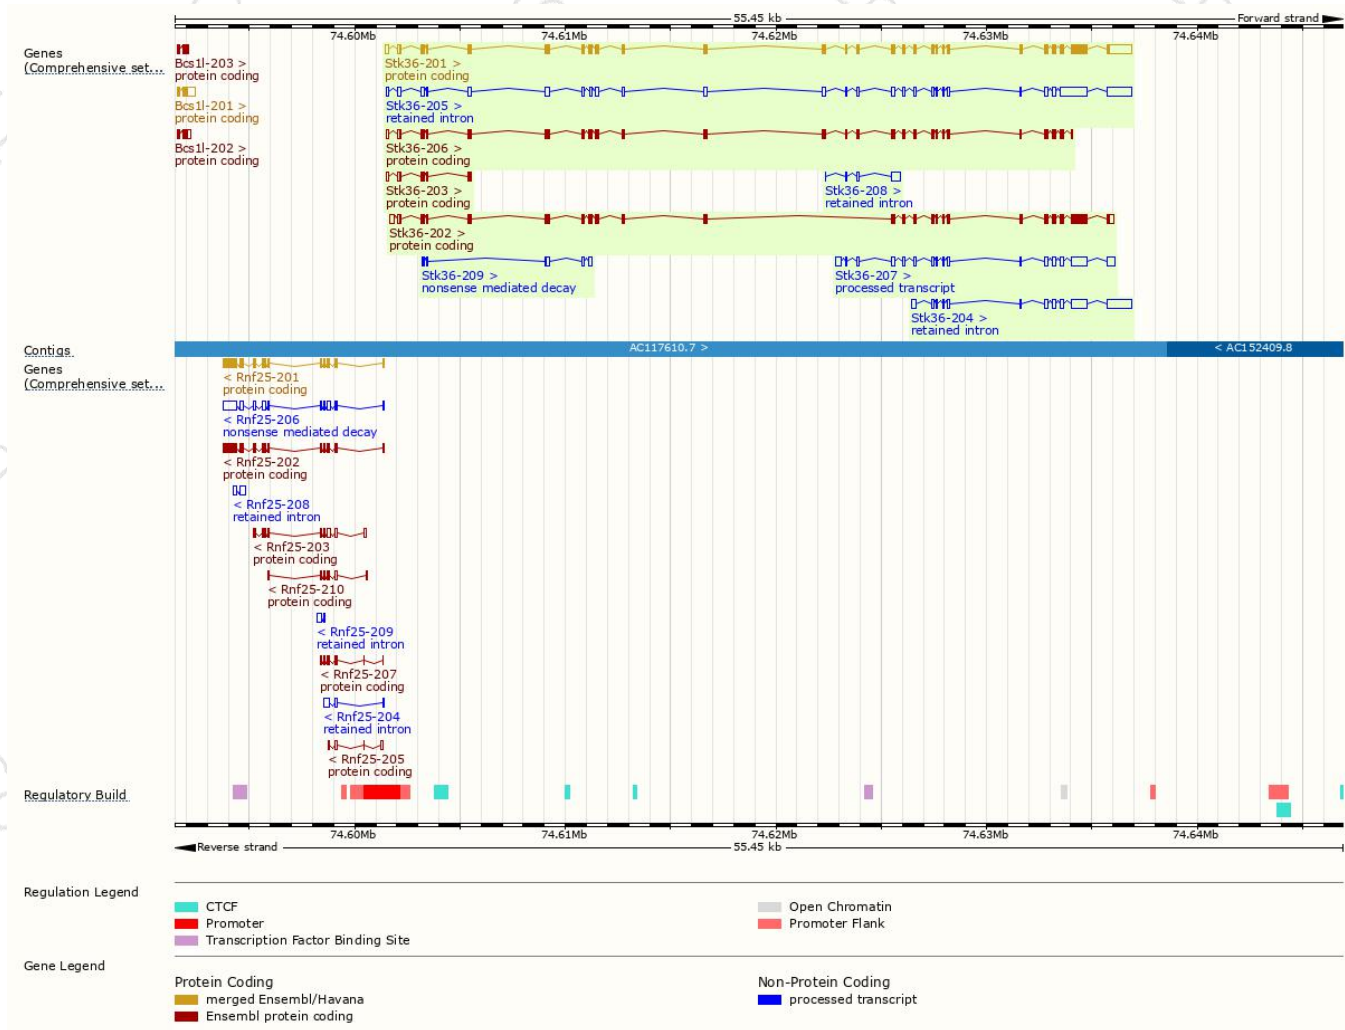 55.45 kb
Forward strand
74.60Mb 74.61Mb 74.62Mb 74.63Mb 74.64Mb
Genes
(Comprehensive set...
Bcs1l-203 >
protein coding
Stk36-201 >
protein coding
Bcs1l-201 >
protein coding
Stk36-205 >
retained intron
Bcs1l-202 >
protein coding
Stk36-206 >
protein coding
Stk36-203 >
protein coding
Stk36-208 >
retained intron
Stk36-202 >
protein coding
Stk36-209 >
nonsense mediated decay
Stk36-207 >
processed transcript
Stk36-204 >
retained intron
Contigs
AC117610.7 >
< AC152409.8
Genes
(Comprehensive set...
< Rnf25-201
protein coding
< Rnf25-206
nonsense mediated decay
< Rnf25-202
protein coding
< Rnf25-208
retained intron
< Rnf25-203
protein coding
< Rnf25-210
protein coding
< Rnf25-209
retained intron
< Rnf25-207
protein coding
< Rnf25-204
retained intron
< Rnf25-205
protein coding
Regulatory Build
74.60Mb 74.61Mb 74.62Mb 74.63Mb 74.64Mb
Reverse strand
55.45 kb
Regulation Legend
CTCF
Promoter
Transcription Factor Binding Site
Open Chromatin
Promoter Flank
Gene Legend
Protein Coding
merged Ensembl/Havana
Ensembl protein coding
Non-Protein Coding
processed transcript